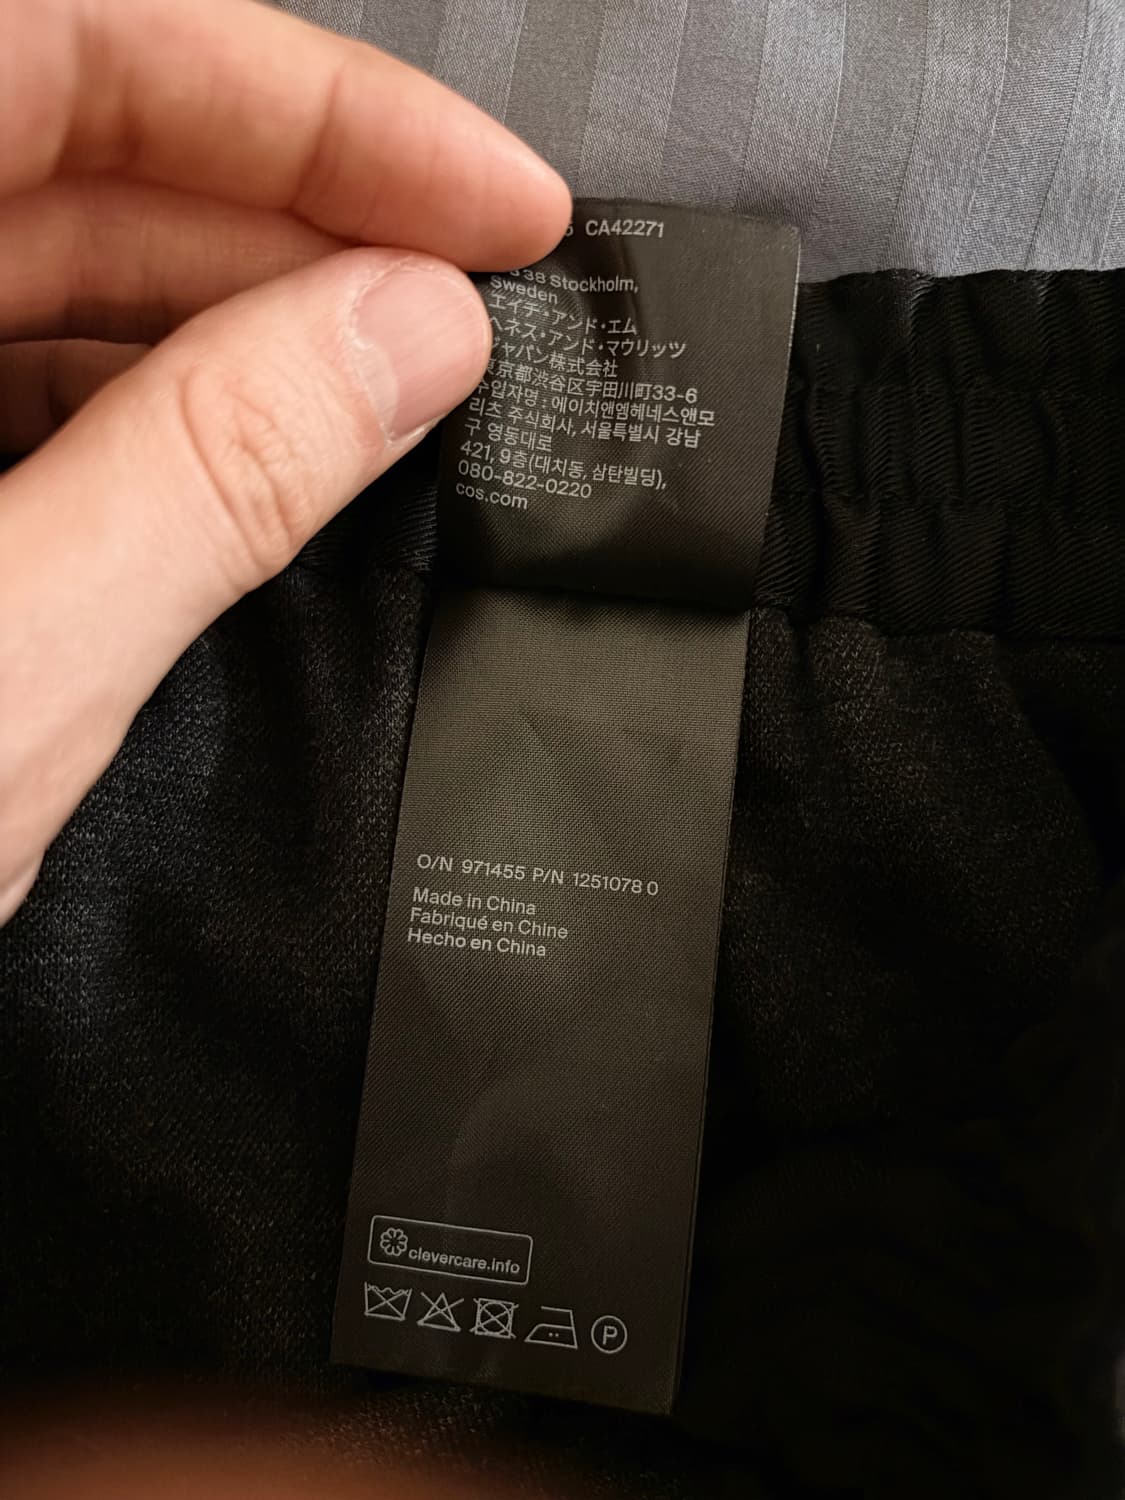 CA42271
38 Stockholm,
Sweden
エイチ・アンド・エム
ヘネス・アンド・マウリッツ
ジャパン株式会社
東京都渋谷区宇田川町33-6
수입자명 : 에이치앤엠헤네스앤모
리츠 주식회사, 서울특별시 강남
구 영동대로
421, 9층(대치동, 삼탄빌딩),
080-822-0220
cos.com
O/N 971455 P/N 1251078 0
Made in China
Fabriqué en Chine
Hecho en China
clevercare.info
P